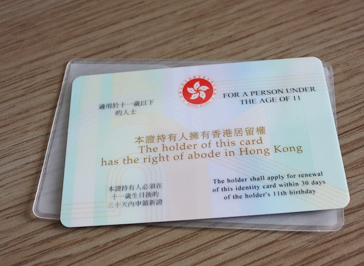 適用於十一歲以下
的人士
FOR A PERSON UNDER
THE AGE OF 11
本證持有人擁有香港居留權
The holder of this card
has the right of abode in Hong Kong
本證持有人必須在
十一歲生日後的
三十天內申領新證
The holder shall apply for renewal
of this identity card within 30 days
of the holder's 11th birthday